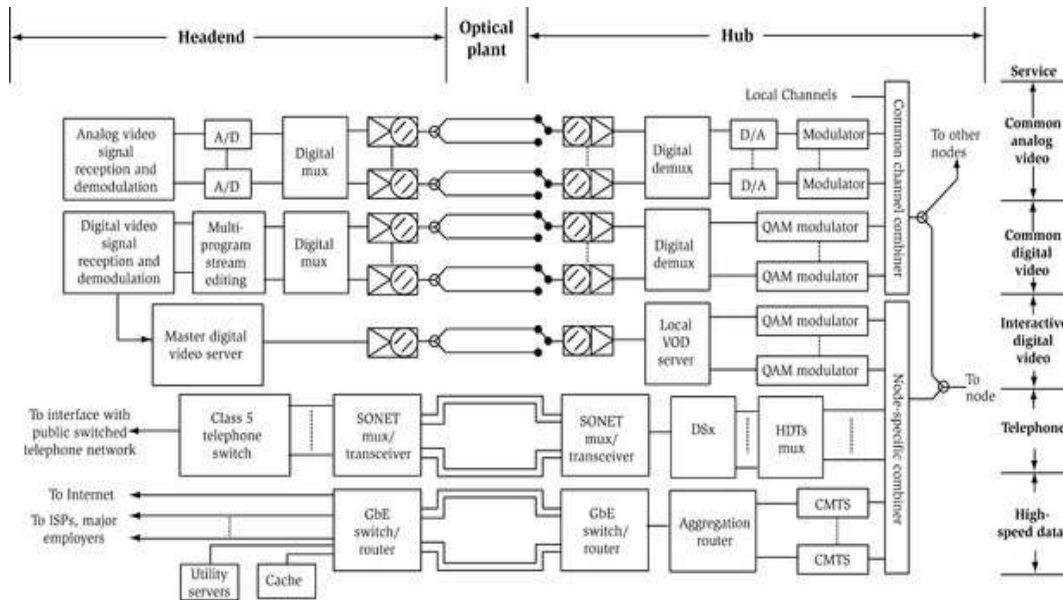 Headend
Optical
plant
Hub
Service
Local Channels
Analog video
signal
reception and
demodulation
A/D
A/D
Digital
mux
Digital
demux
D/A
D/A
Modulator
Modulator
Common channel combiner
To other
nodes
Common
analog
video
Digital video
signal
reception and
demodulation
Multi-
program
stream
editing
Digital
mux
Digital
demux
QAM modulator
QAM modulator
Common
digital
video
Master digital
video server
Local
VOD
server
QAM modulator
QAM modulator
Interactive
digital
video
Node-specific combiner
To
node
To interface with
public switched
telephone network
Class 5
telephone
switch
SONET
mux/
transceiver
SONET
mux/
transceiver
DSx
HDTs
mux
Telephone
To Internet
To ISPs, major
employers
GbE
switch/
router
GbE
switch/
router
Aggregation
router
CMTS
CMTS
High-
speed data
Utility
servers
Cache